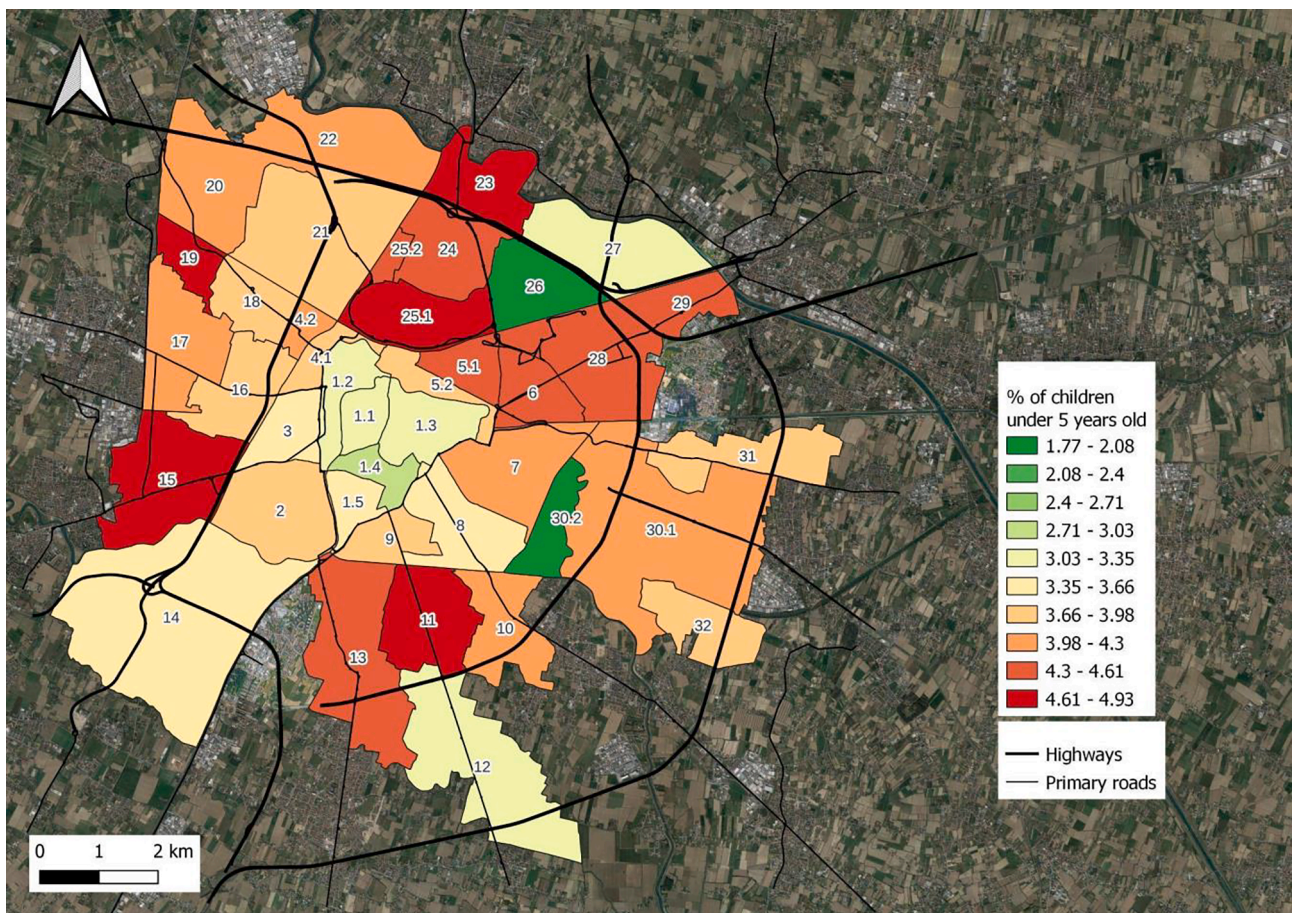 22
20
23
21
27
25.2
24
19
26
18
29
25.1
4.2
17
4.1
5.1
28
1.2
5.2
6
16
1.1
1.3
3
31
1.4
7
15
2
1.5
8
30.2
30.1
9
14
11
10
32
13
12
% of children
under 5 years old
1.77 - 2.08
2.08 - 2.4
2.4 - 2.71
2.71 - 3.03
3.03 - 3.35
3.35 - 3.66
3.66 - 3.98
3.98 - 4.3
4.3 - 4.61
4.61 - 4.93
Highways
Primary roads
0 1 2 km